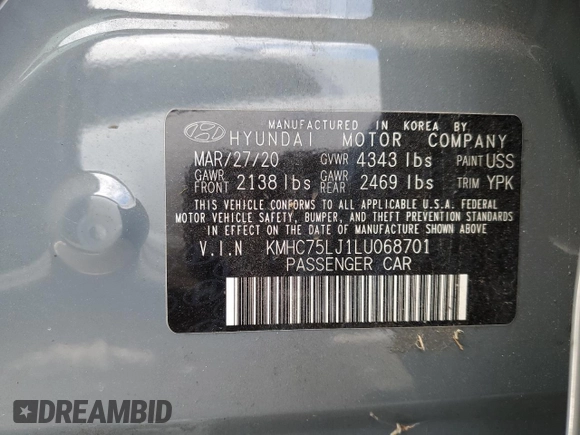 MANUFACTURED IN KOREA BY
HYUNDAI MOTOR COMPANY
MAR/27/20 GVWR 4343 lbs PAINT USS
GAWR FRONT 2138 lbs GAWR REAR 2469 lbs TRIM YPK
THIS VEHICLE CONFORMS TO ALL APPLICABLE U.S.A. FEDERAL
MOTOR VEHICLE SAFETY, BUMPER, AND THEFT PREVENTION STANDARDS
IN EFFECT ON THE DATE OF MANUFACTURE SHOWN ABOVE
V.I.N KMHC75LJ1LU068701
PASSENGER CAR
DREAMBID